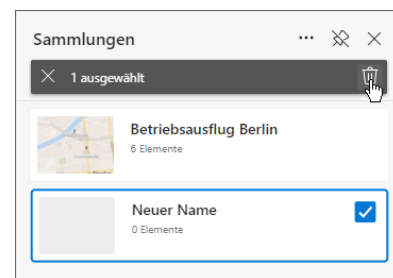 Sammlungen
1 ausgewählt
Betriebsausflug Berlin
6 Elemente
Neuer Name
0 Elemente